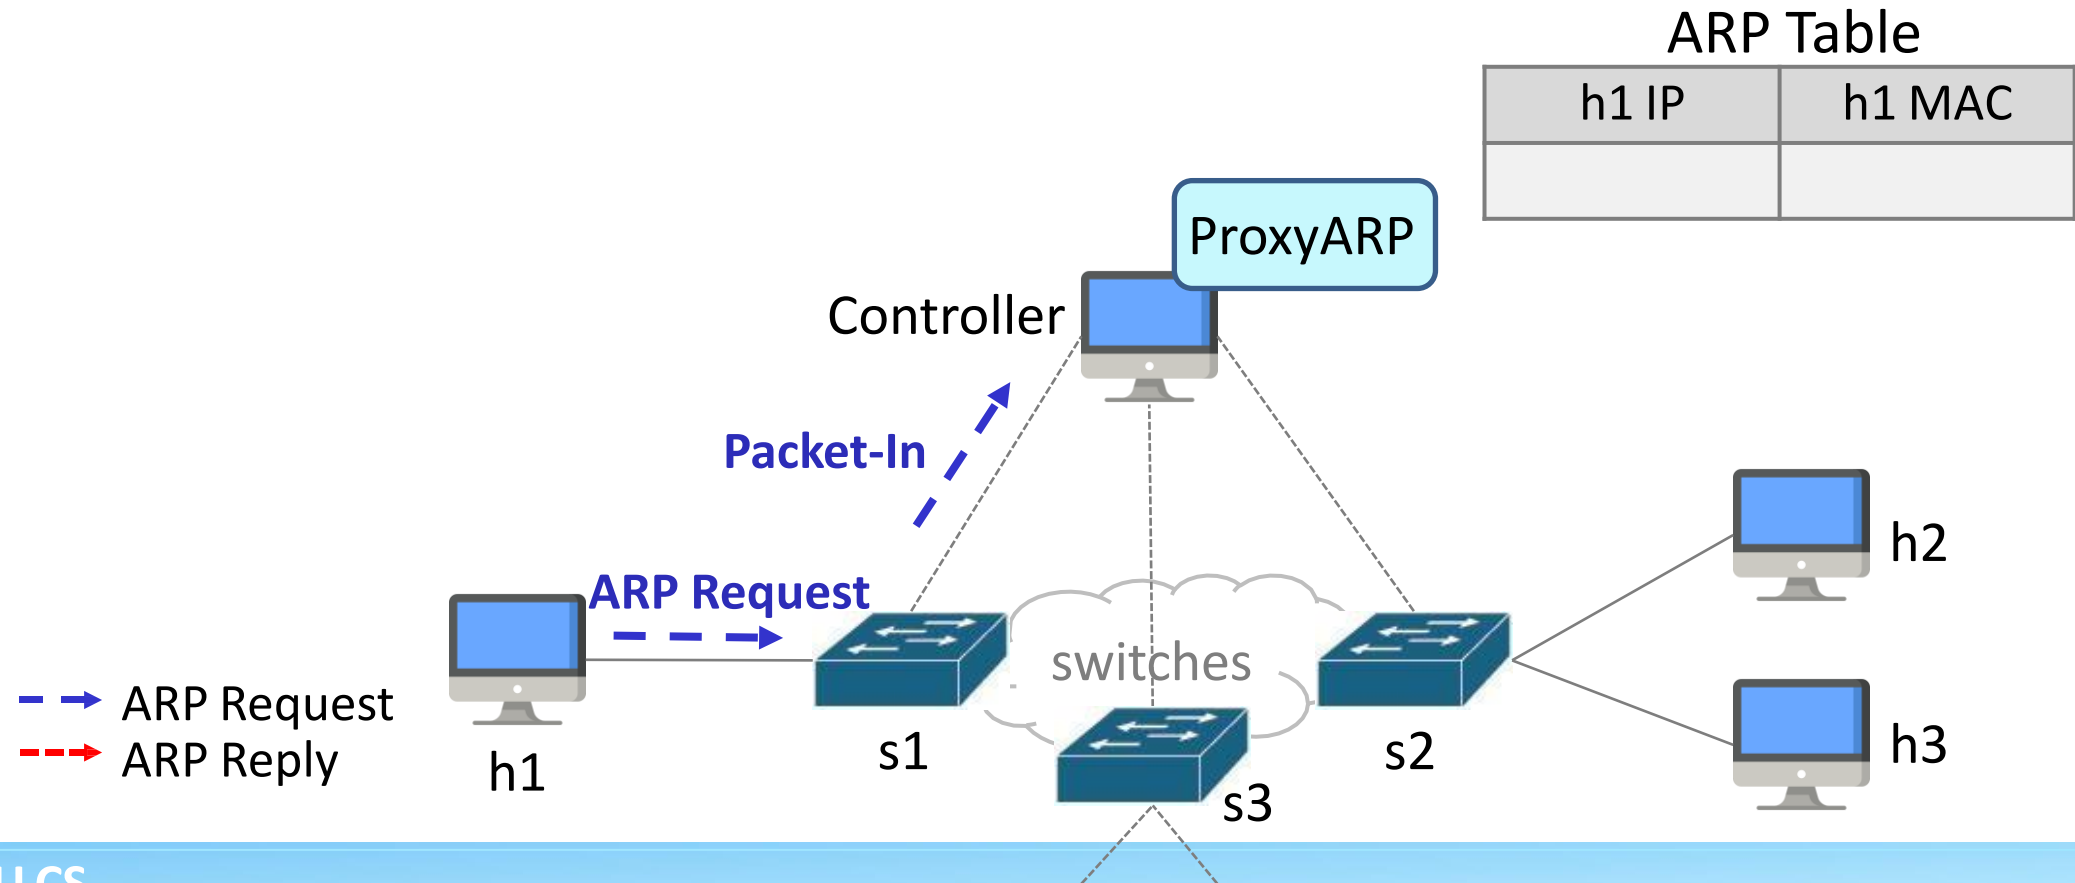 ARP Table
h1 IP h1 MAC
ProxyARP
Controller
Packet-In
ARP Request
switches
h2
ARP Request
ARP Reply
h1
s1
s2
s3
h3
CS